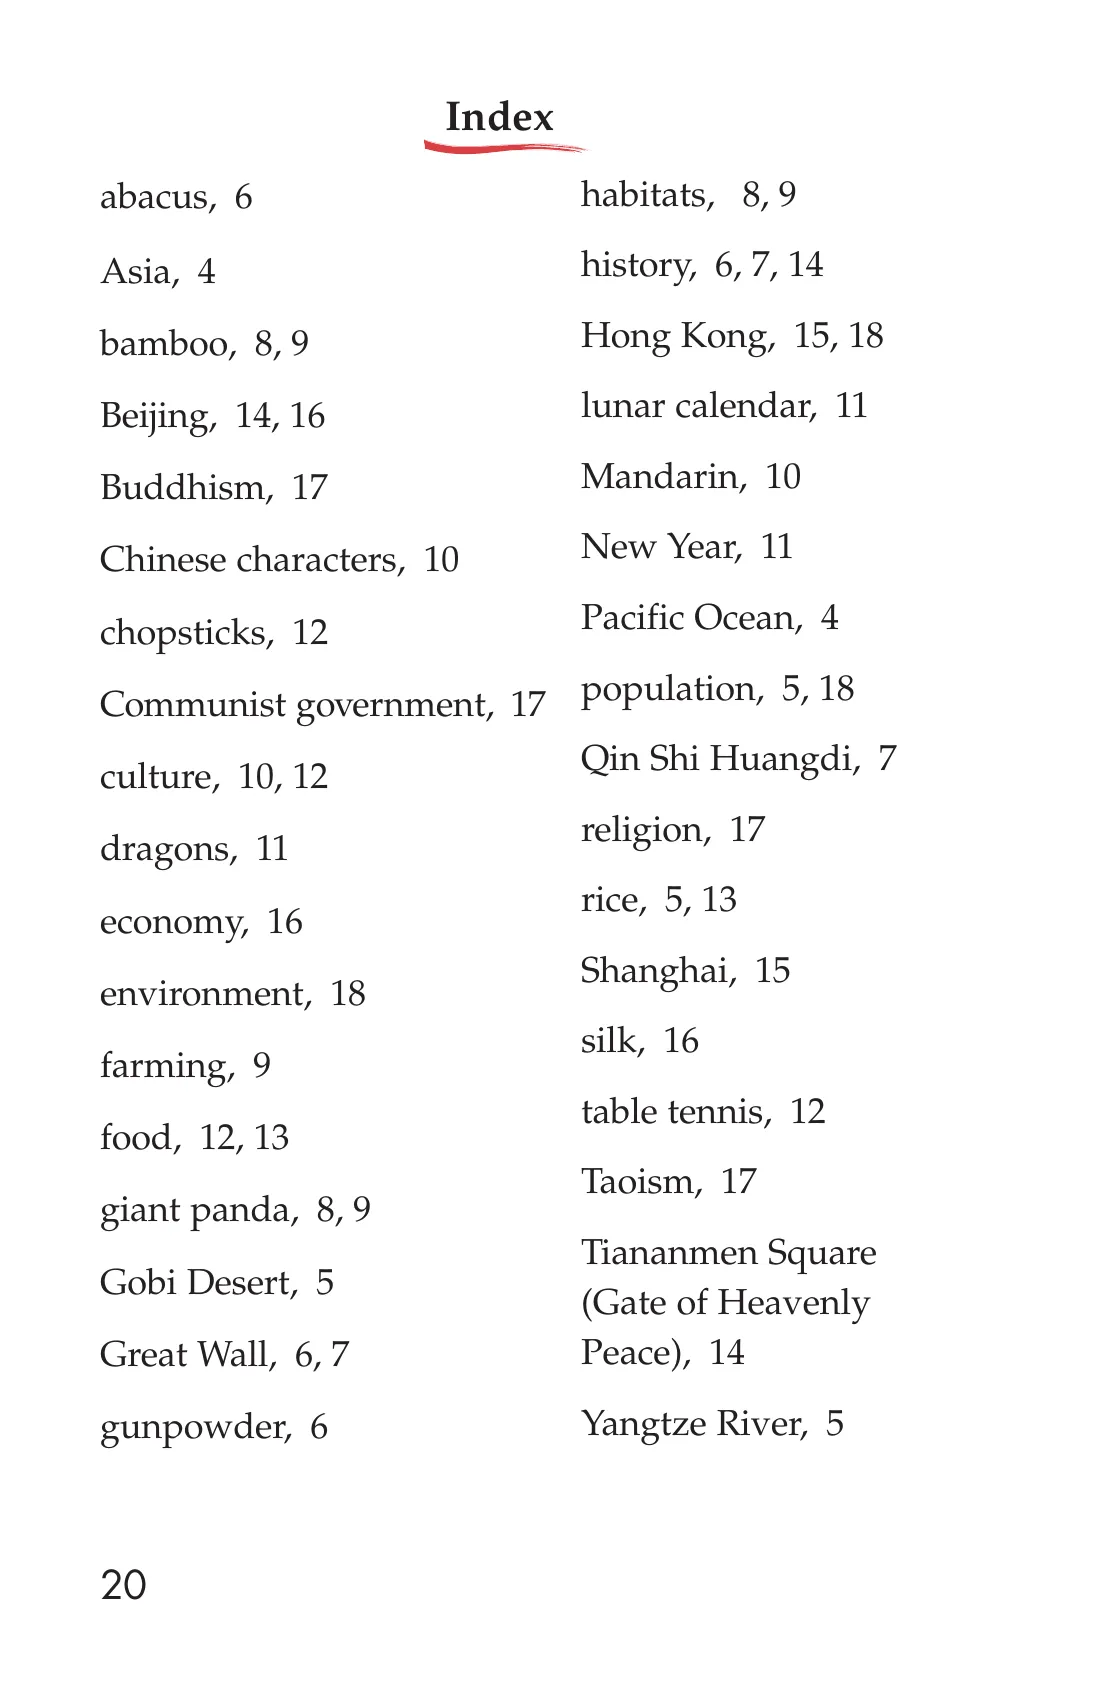 Index
abacus, 6
Asia, 4
bamboo, 8, 9
Beijing, 14, 16
Buddhism, 17
Chinese characters, 10
chopsticks, 12
Communist government, 17
culture, 10, 12
dragons, 11
economy, 16
environment, 18
farming, 9
food, 12, 13
giant panda, 8, 9
Gobi Desert, 5
Great Wall, 6, 7
gunpowder, 6
habitats, 8, 9
history, 6, 7, 14
Hong Kong, 15, 18
lunar calendar, 11
Mandarin, 10
New Year, 11
Pacific Ocean, 4
population, 5, 18
Qin Shi Huangdi, 7
religion, 17
rice, 5, 13
Shanghai, 15
silk, 16
table tennis, 12
Taoism, 17
Tiananmen Square
(Gate of Heavenly
Peace), 14
Yangtze River, 5
20